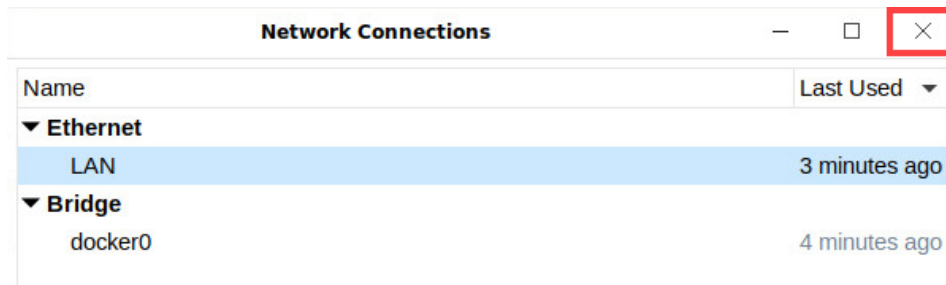 Network Connections
Name Last Used
Ethernet
LAN 3 minutes ago
Bridge
docker0 4 minutes ago